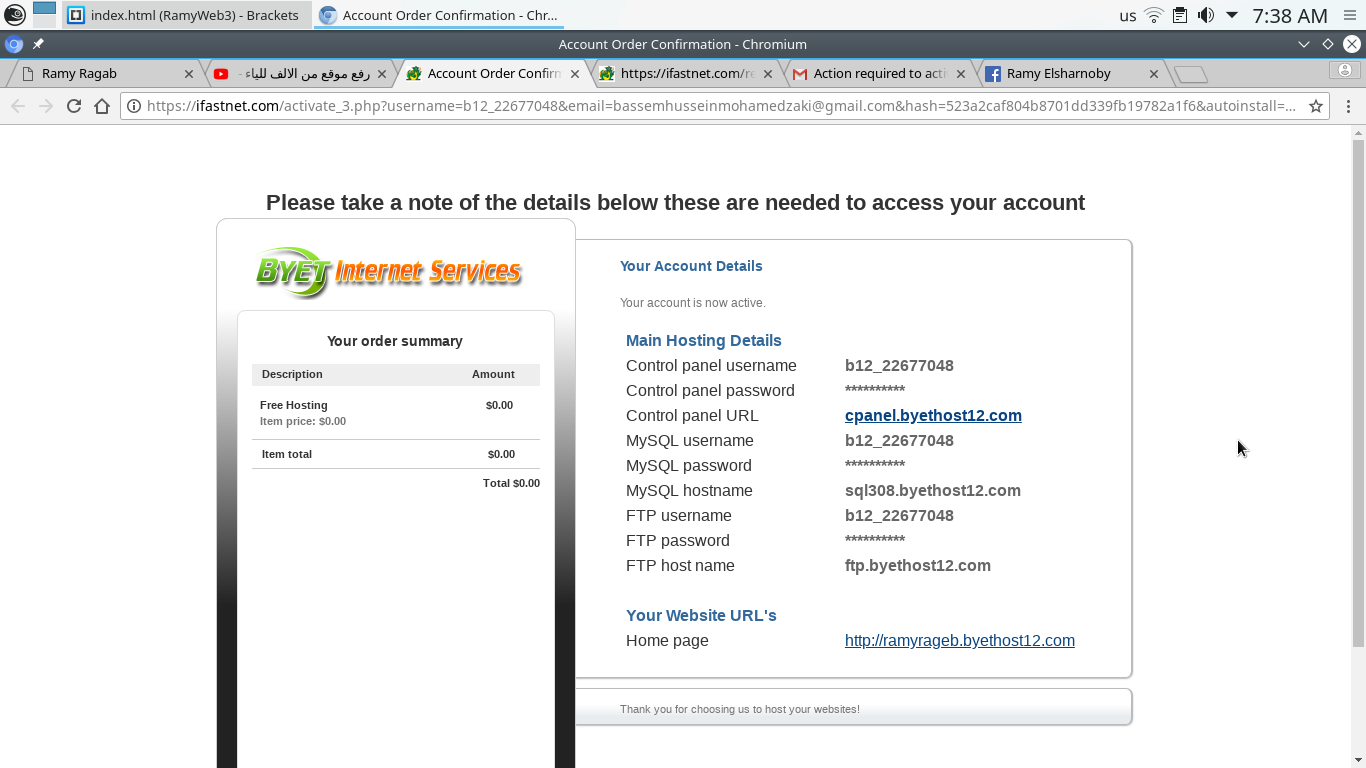 index.html (RamyWeb3) - Brackets
Account Order Confirmation - Chr...
us
7:38 AM
Account Order Confirmation - Chromium
Ramy Ragab
رفع موقع من الالف للياء -
Account Order Confirm
https://ifastnet.com/re
Action required to acti
Ramy Elsharnoby
https://ifastnet.com/activate_3.php?username=b12_22677048&email=bassemhusseinmohamedzaki@gmail.com&hash=523a2caf804b8701dd339fb19782a1f6&autoinstall=...
Please take a note of the details below these are needed to access your account
BYET Internet Services
Your order summary
Description Amount
Free Hosting $0.00
Item price: $0.00
Item total $0.00
Total $0.00
Your Account Details
Your account is now active.
Main Hosting Details
Control panel username b12_22677048
Control panel password **********
Control panel URL cpanel.byethost12.com
MySQL username b12_22677048
MySQL password **********
MySQL hostname sql308.byethost12.com
FTP username b12_22677048
FTP password **********
FTP host name ftp.byethost12.com
Your Website URL's
Home page http://ramyrageb.byethost12.com
Thank you for choosing us to host your websites!